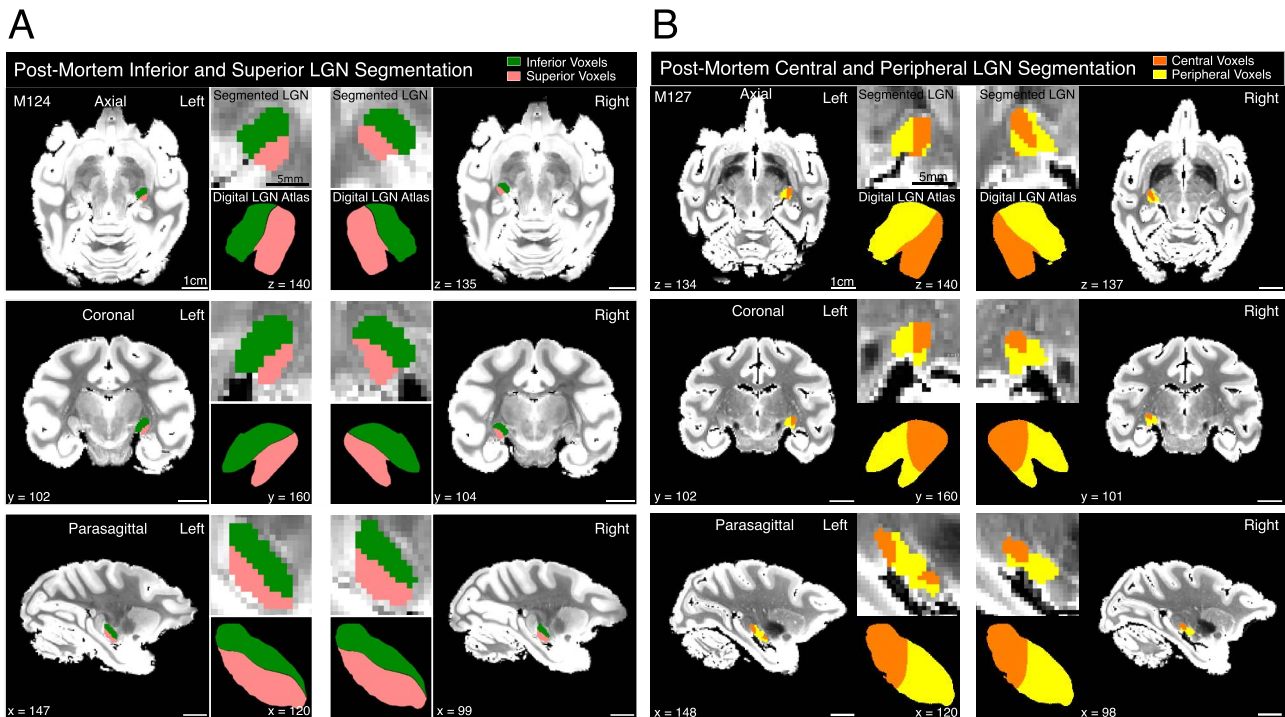 A
Post-Mortem Inferior and Superior LGN Segmentation
Inferior Voxels
Superior Voxels
M124
Axial
Left
Segmented LGN
Segmented LGN
Right
5mm
Digital LGN Atlas
Digital LGN Atlas
1cm
z = 140
z = 135
Coronal
Left
Right
y = 102
y = 160
y = 104
Parasagittal
Left
Right
x = 147
x = 120
x = 99
B
Post-Mortem Central and Peripheral LGN Segmentation
Central Voxels
Peripheral Voxels
M127
Axial
Left
Segmented LGN
Segmented LGN
Right
5mm
Digital LGN Atlas
Digital LGN Atlas
z = 134
1cm
z = 140
z = 137
Coronal
Left
Right
y = 102
y = 160
y = 101
Parasagittal
Left
Right
x = 148
x = 120
x = 98